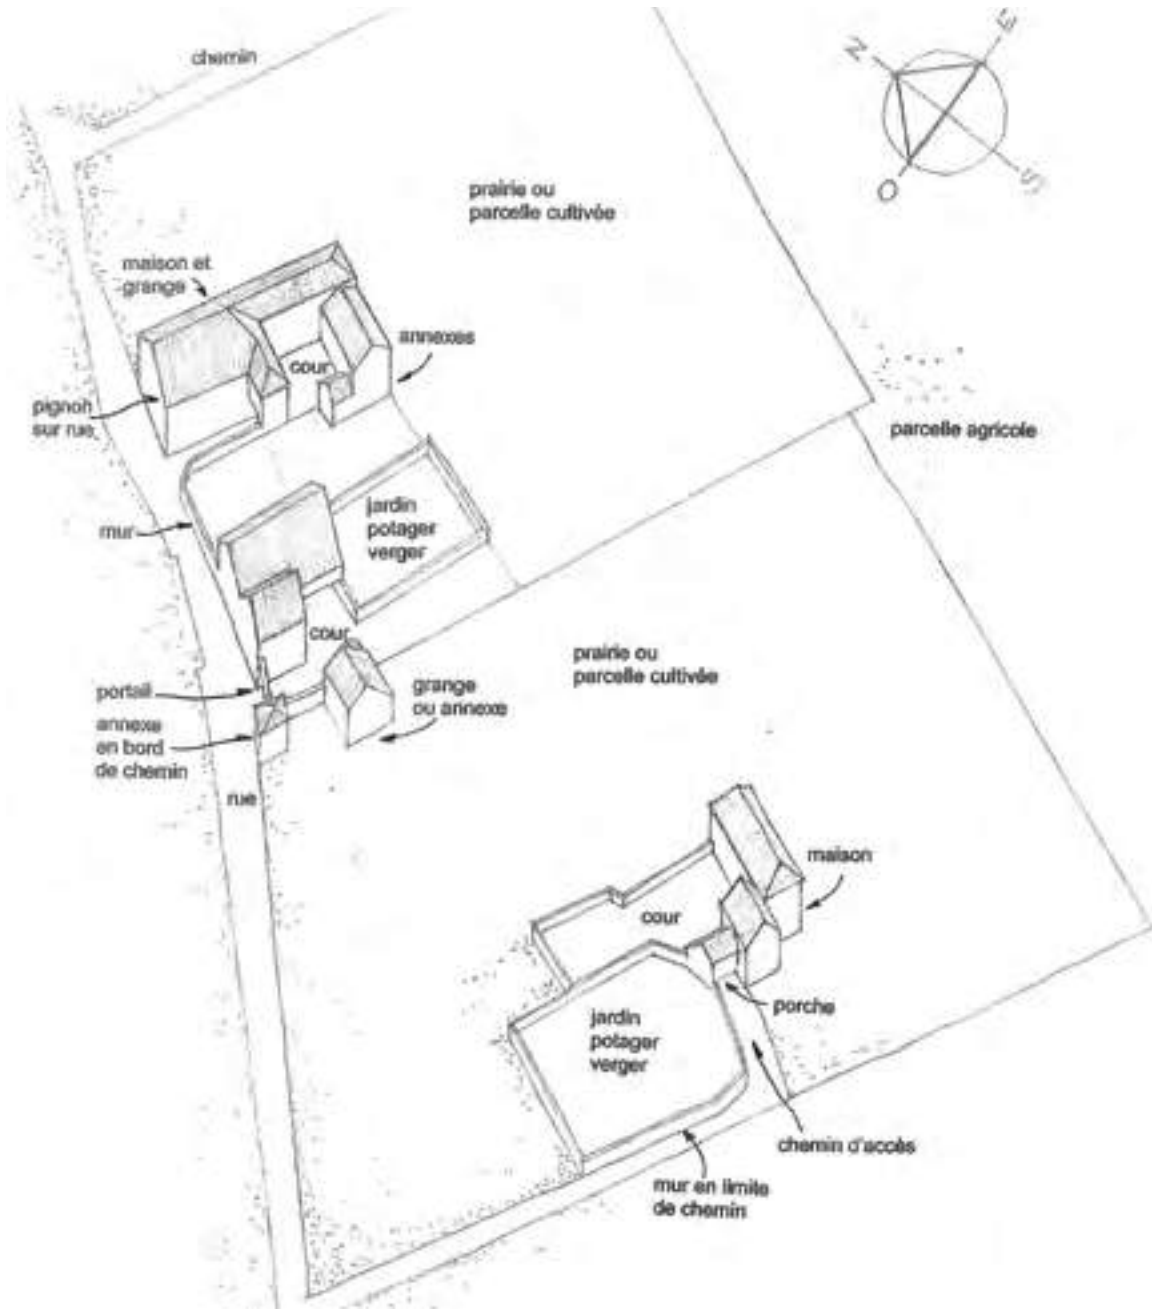 chemin
N
E
O
S
prairie ou
parcelle cultivée
maison et
grange
annexes
cour
pignon
sur rue
parcelle agricole
jardin
potager
verger
mur
cour
prairie ou
parcelle cultivée
portail
grange
ou annexe
annexe
en bord
de chemin
rue
maison
cour
porche
jardin
potager
verger
chemin d'accès
mur en limite
de chemin